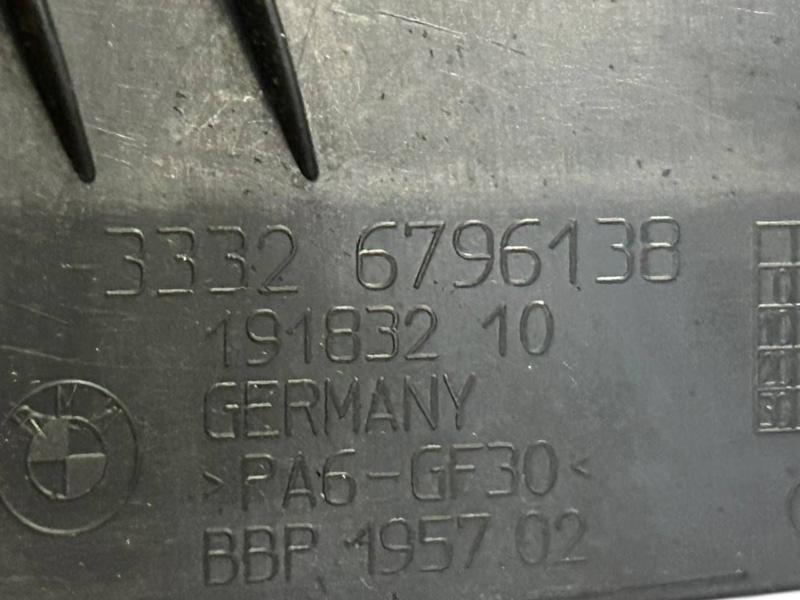 3332 6796138
191832 10
GERMANY
>PA6-GF30<
BBP 1957 02